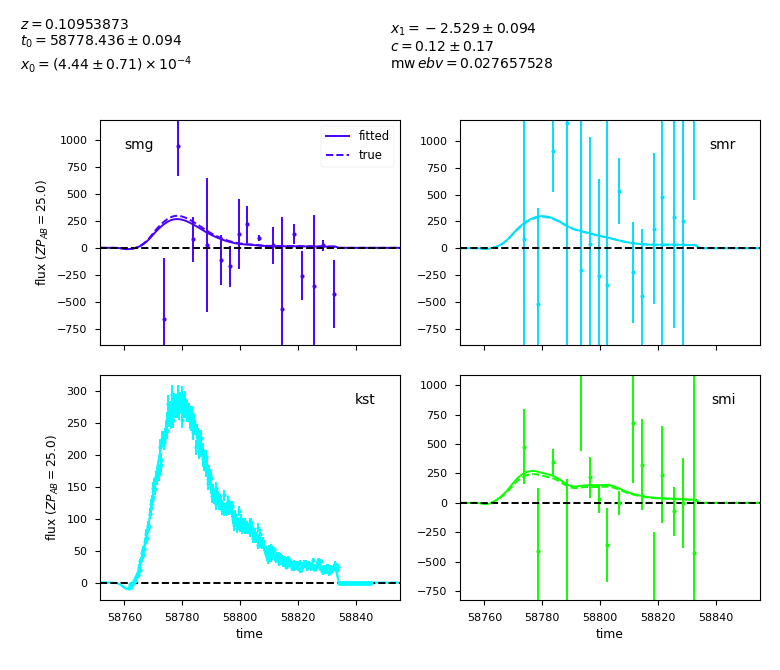 z = 0.10953873
t₀ = 58778.436 ± 0.094
x₀ = (4.44 ± 0.71) × 10⁻⁴
x₁ = −2.529 ± 0.094
c = 0.12 ± 0.17
mw ebv = 0.027657528
smg
fitted
true
1000
750
500
250
0
−250
−500
−750
flux (ZP_AB = 25.0)
smr
1000
750
500
250
0
−250
−500
−750
kst
300
250
200
150
100
50
0
flux (ZP_AB = 25.0)
58760 58780 58800 58820 58840
time
smi
1000
750
500
250
0
−250
−500
−750
58760 58780 58800 58820 58840
time